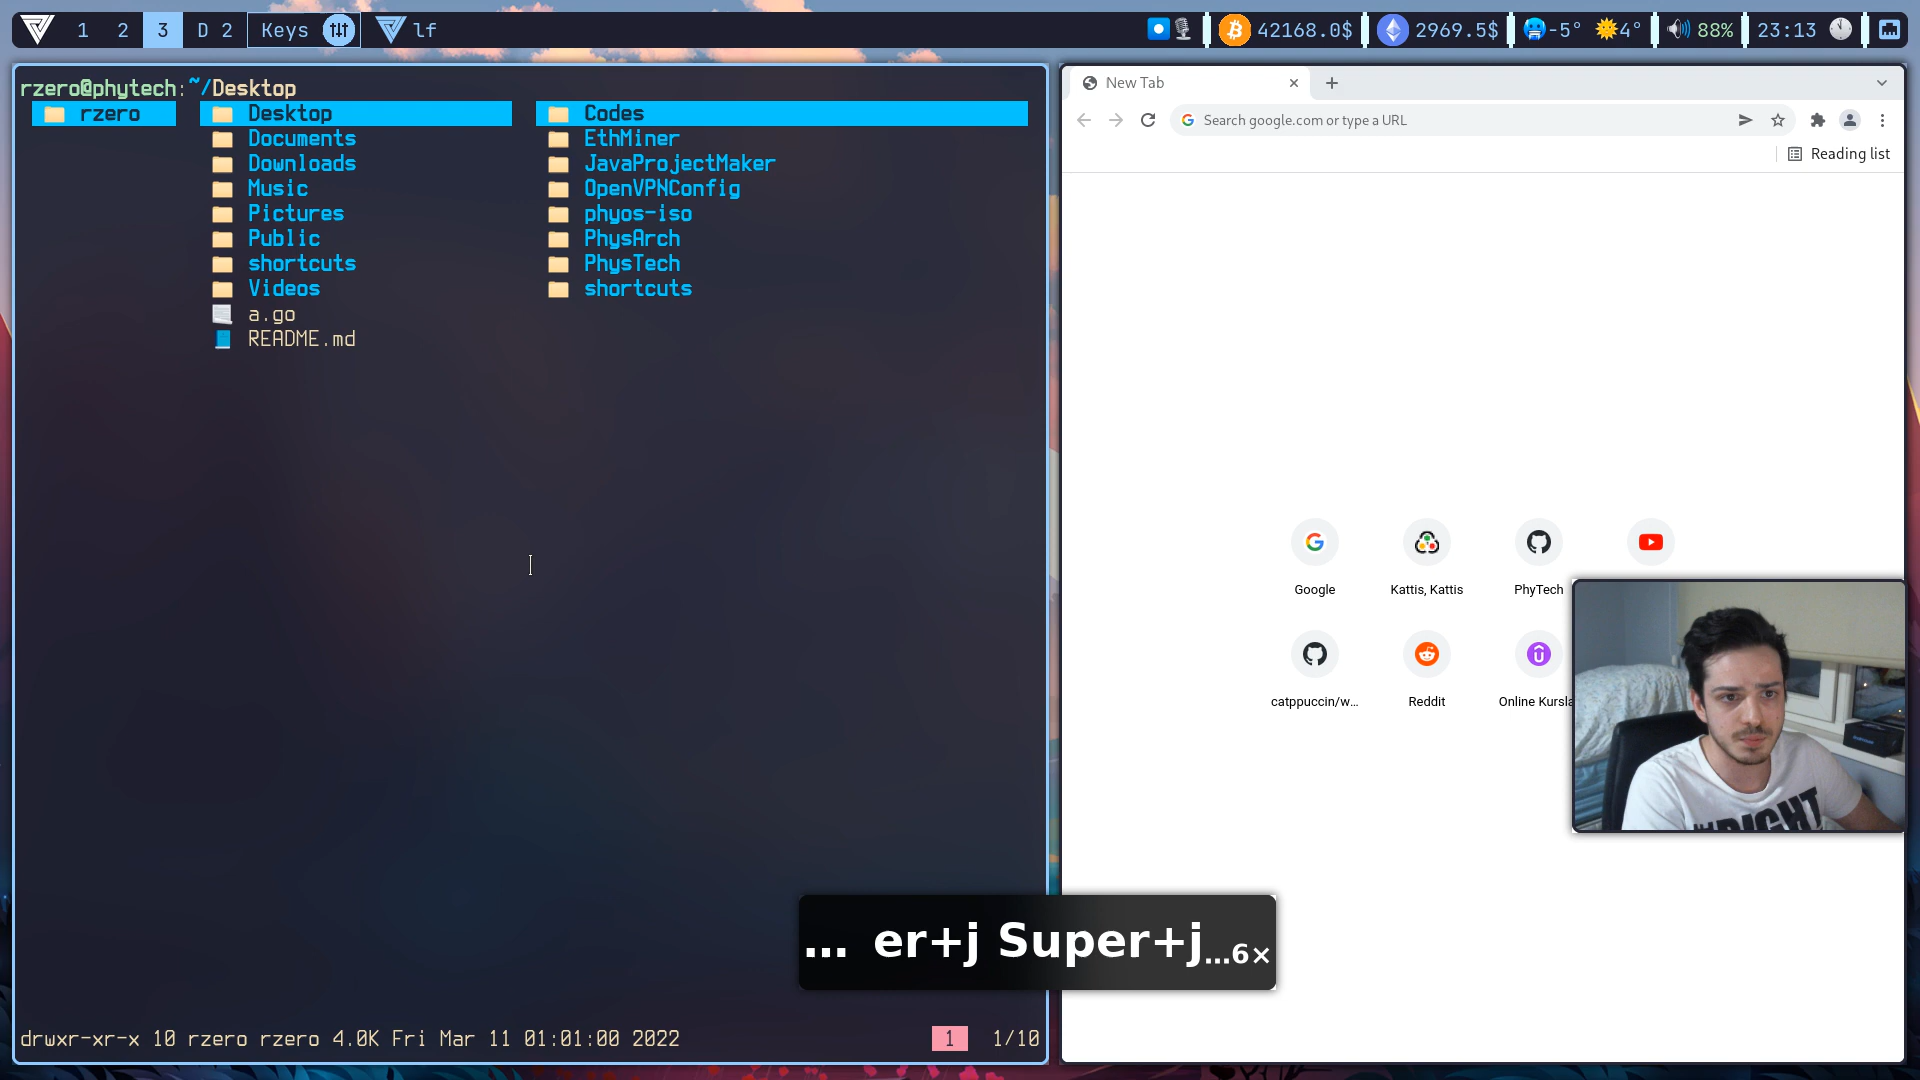 1 2 3 D 2 Keys lf
42168.0$ 2969.5$ -5° 4° 88% 23:13
rzero@phytech:~/Desktop
rzero
Desktop
Documents
Downloads
Music
Pictures
Public
shortcuts
Videos
a.go
README.md
Codes
EthMiner
JavaProjectMaker
OpenVPNConfig
phyos-iso
PhysArch
PhysTech
shortcuts
drwxr-xr-x 10 rzero rzero 4.0K Fri Mar 11 01:01:00 2022 1 1/10
New Tab
Search google.com or type a URL
Reading list
Google
Kattis, Kattis
PhyTech
catppuccin/w...
Reddit
Online Kursla
RIGHT
... er+j Super+j...6×